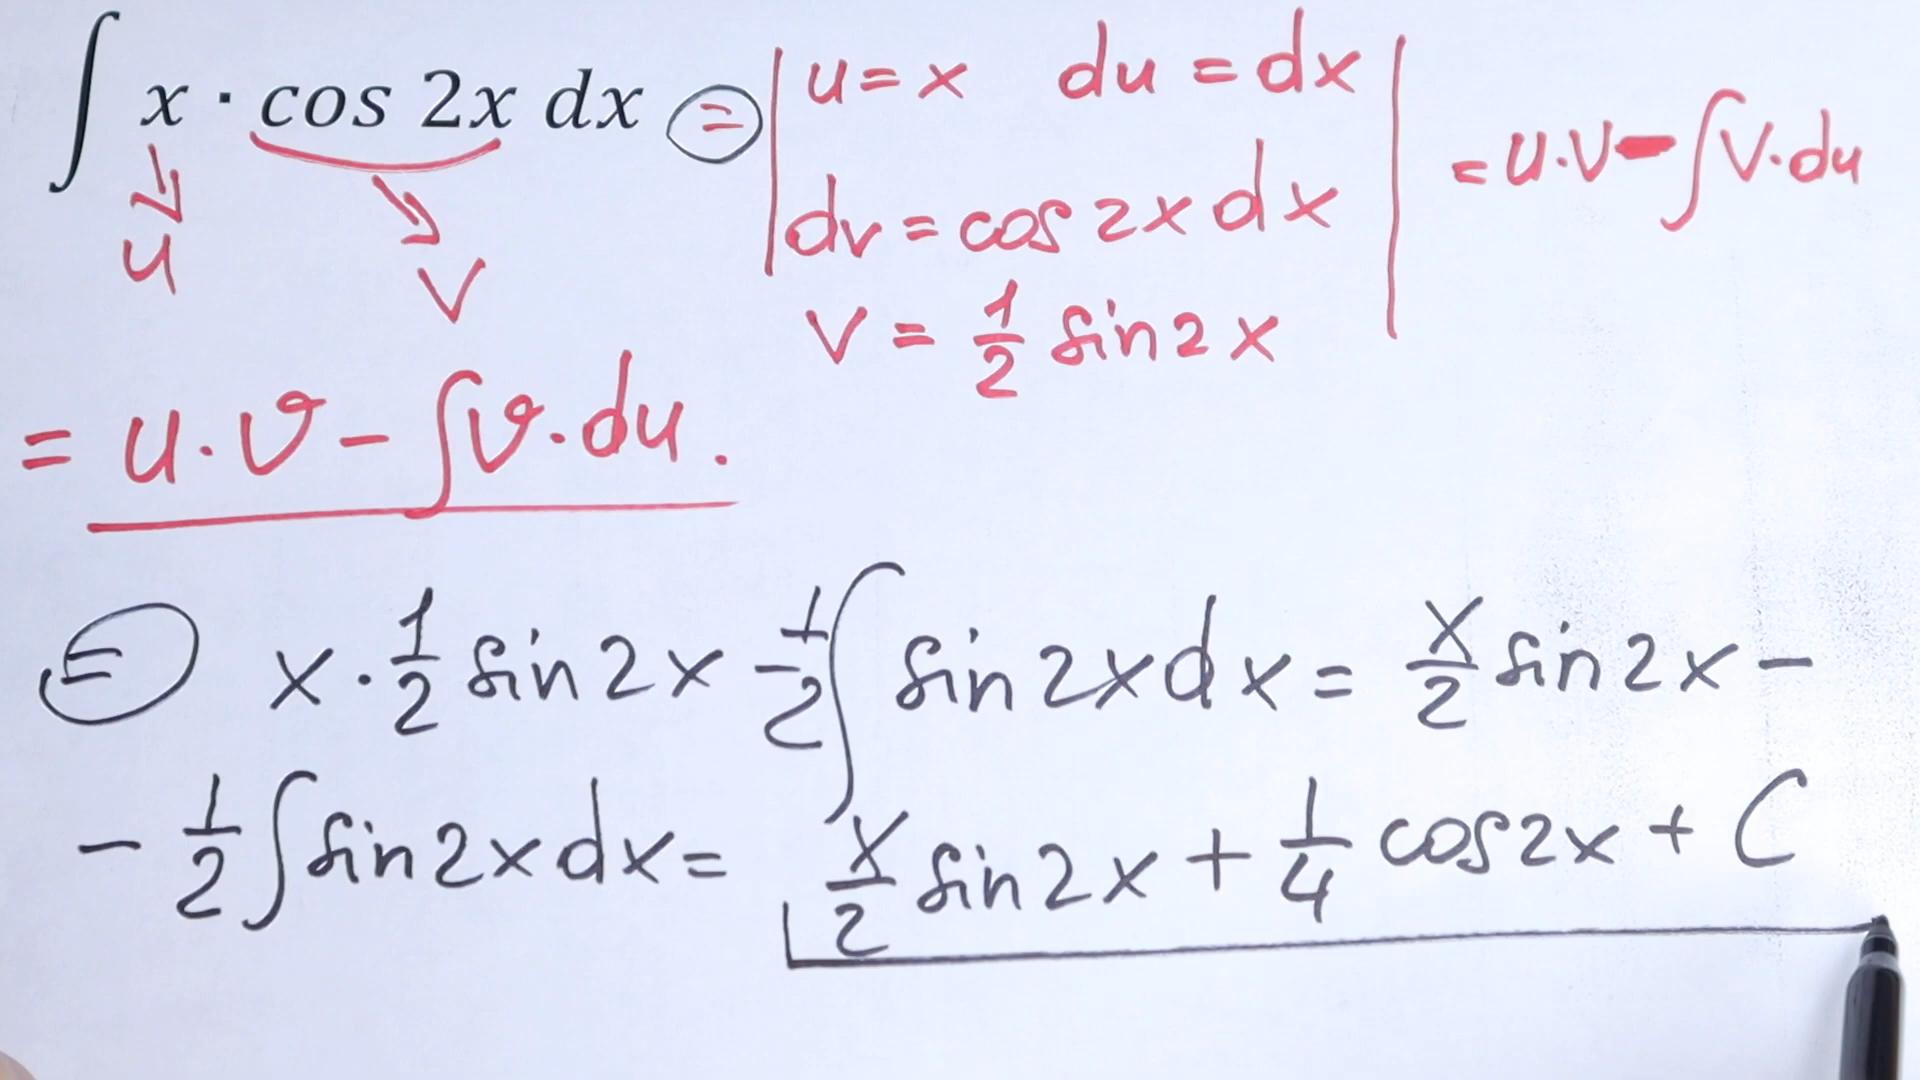 ∫ x · cos 2x dx =
u
v
| u = x du = dx
dv = cos 2x dx
v = 1/2 sin 2x |
= u · v - ∫ v · du
= u · v - ∫ v · du.
= x · 1/2 sin 2x - 1/2 ∫ sin 2x dx = x/2 sin 2x -
- 1/2 ∫ sin 2x dx = x/2 sin 2x + 1/4 cos 2x + C